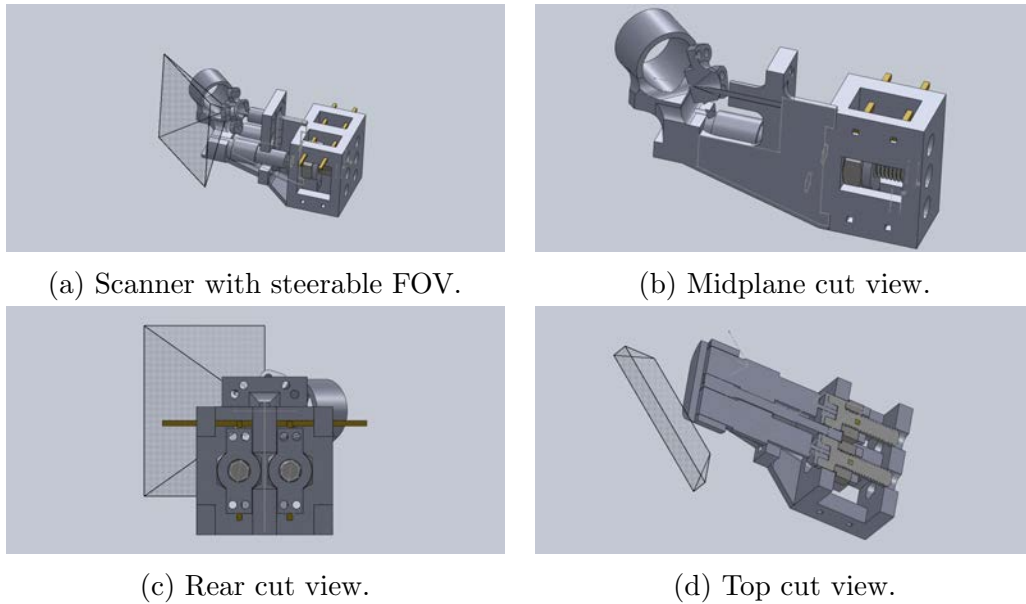 (a) Scanner with steerable FOV.
(b) Midplane cut view.
(c) Rear cut view.
(d) Top cut view.